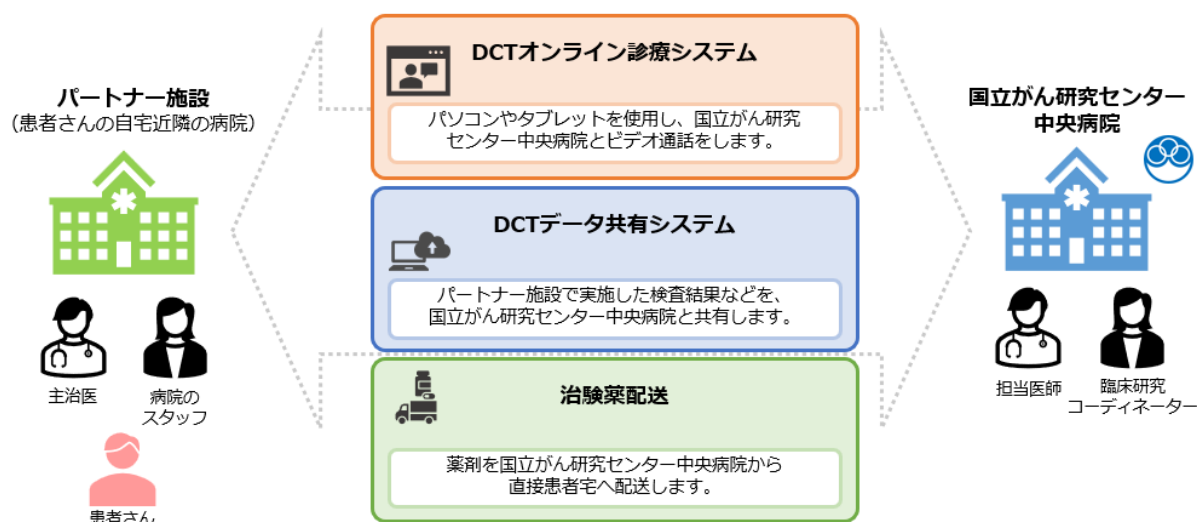 DCTオンライン診療システム
パソコンやタブレットを使用し、国立がん研究
センター中央病院とビデオ通話をします。
パートナー施設
（患者さんの自宅近隣の病院）
主治医
病院の
スタッフ
患者さん
DCTデータ共有システム
パートナー施設で実施した検査結果などを、
国立がん研究センター中央病院と共有します。
治験薬配送
薬剤を国立がん研究センター中央病院から
直接患者宅へ配送します。
国立がん研究センター
中央病院
担当医師
臨床研究
コーディネーター